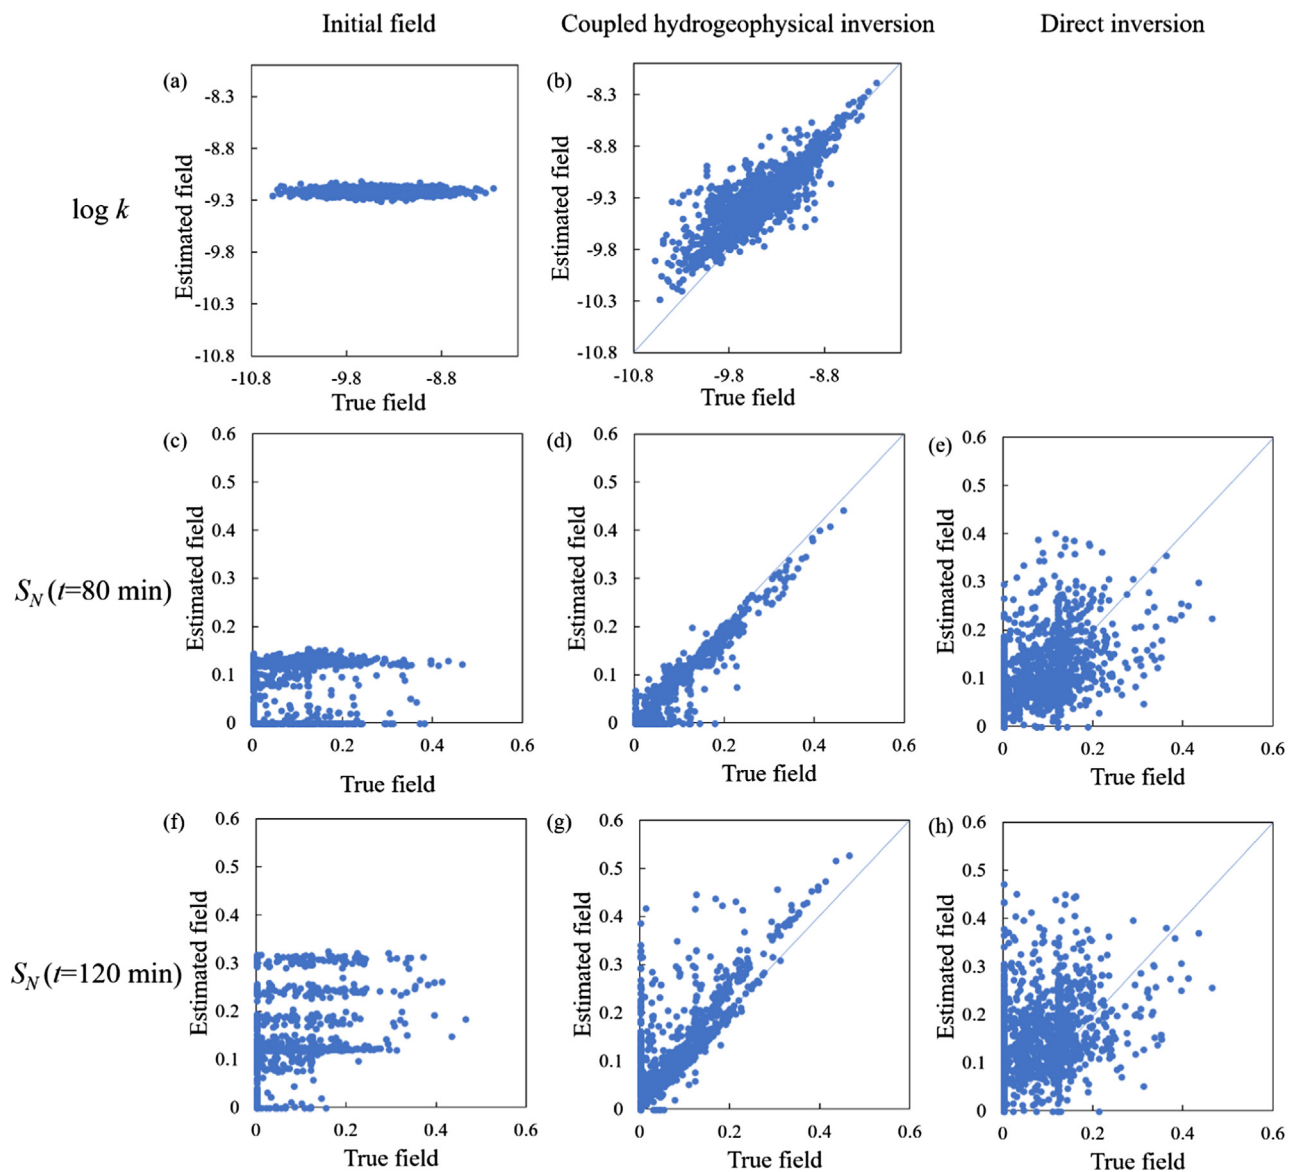 Initial field
Coupled hydrogeophysical inversion
Direct inversion
(a)
-8.3
-8.8
-9.3
-9.8
-10.3
-10.8
Estimated field
-10.8
-9.8
-8.8
True field
(b)
-8.3
-8.8
-9.3
-9.8
-10.3
-10.8
Estimated field
-10.8
-9.8
-8.8
True field
log k
(c)
0.6
0.5
0.4
0.3
0.2
0.1
0
Estimated field
0
0.2
0.4
0.6
True field
(d)
0.6
0.5
0.4
0.3
0.2
0.1
0
Estimated field
0
0.2
0.4
0.6
True field
(e)
0.6
0.5
0.4
0.3
0.2
0.1
0
Estimated field
0
0.2
0.4
0.6
True field
S_N (t=80 min)
(f)
0.6
0.5
0.4
0.3
0.2
0.1
0
Estimated field
0
0.2
0.4
0.6
True field
(g)
0.6
0.5
0.4
0.3
0.2
0.1
0
Estimated field
0
0.2
0.4
0.6
True field
(h)
0.6
0.5
0.4
0.3
0.2
0.1
0
Estimated field
0
0.2
0.4
0.6
True field
S_N (t=120 min)